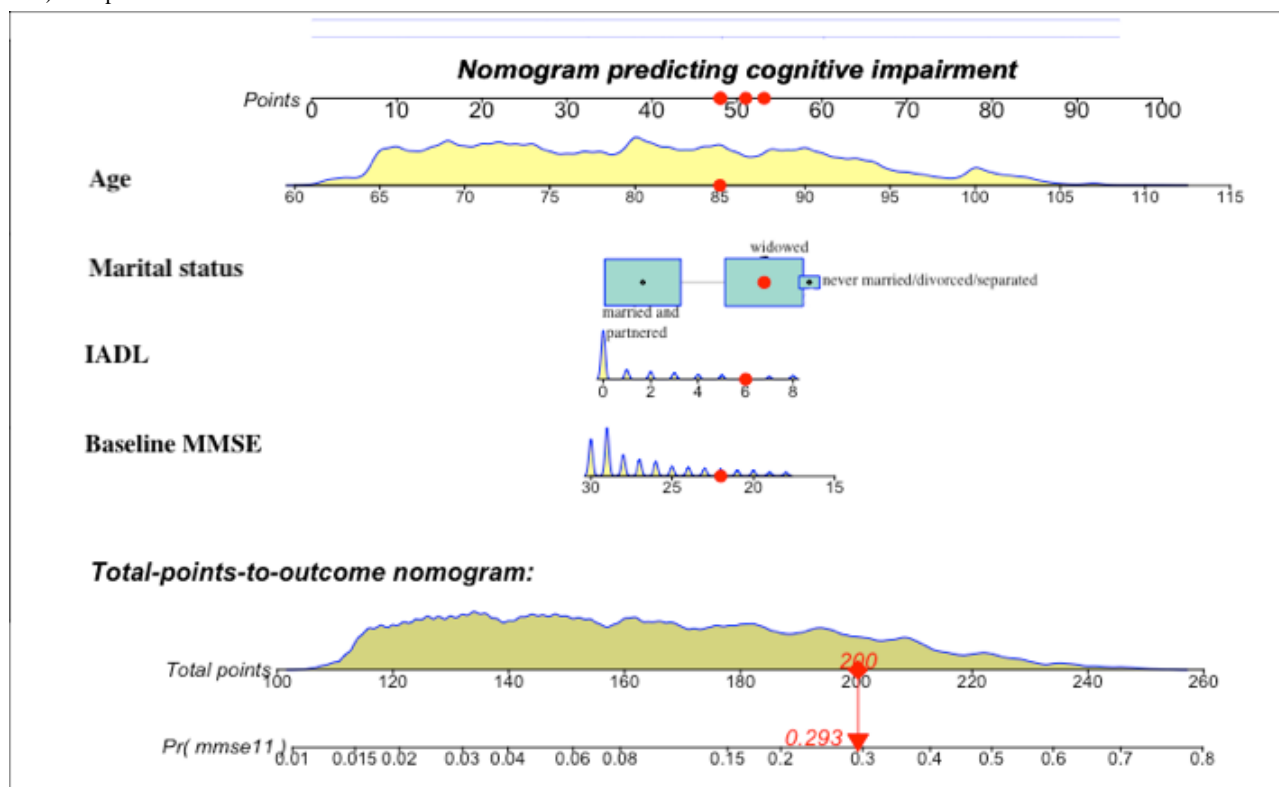 Nomogram predicting cognitive impairment
Points 0 10 20 30 40 50 60 70 80 90 100
Age
60 65 70 75 80 85 90 95 100 105 110 115
widowed
Marital status
never married/divorced/separated
married and
partnered
IADL
0 2 4 6 8
Baseline MMSE
30 25 20 15
Total-points-to-outcome nomogram:
200
Total points
100 120 140 160 180 200 220 240 260
Pr( mmse11 ) 0.293
0.01 0.015 0.02 0.03 0.04 0.06 0.08 0.15 0.2 0.3 0.4 0.5 0.6 0.7 0.8